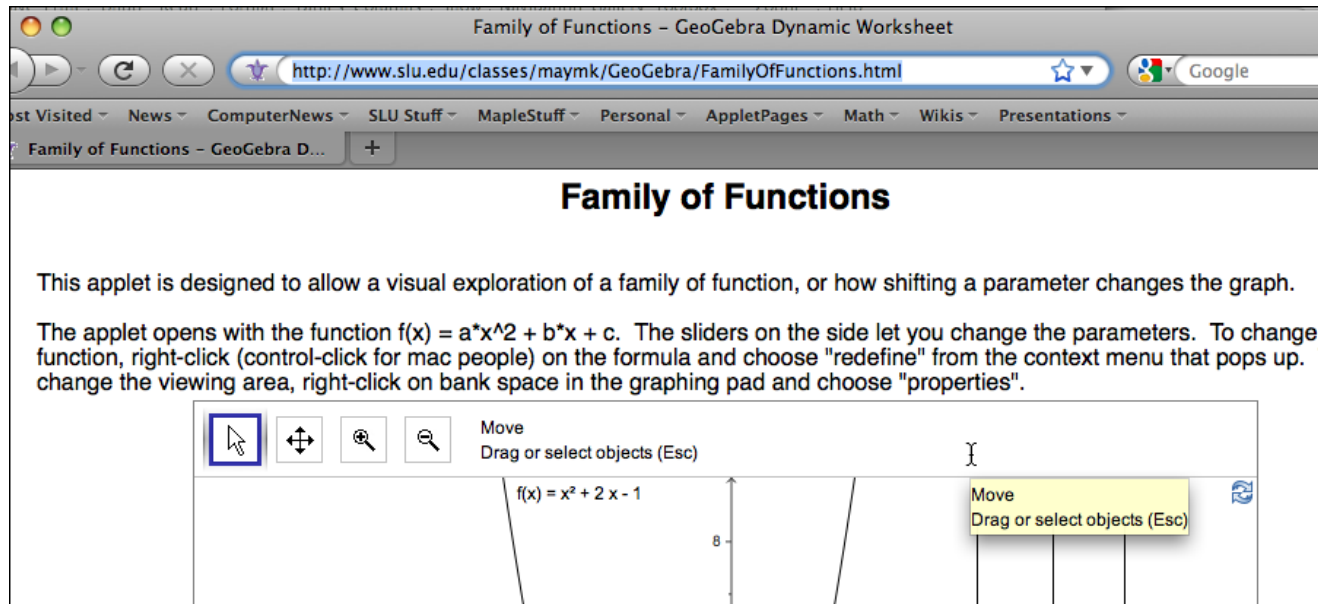 Family of Functions – GeoGebra Dynamic Worksheet
http://www.slu.edu/classes/maymk/GeoGebra/FamilyOfFunctions.html
Google
ost Visited News ComputerNews SLU Stuff MapleStuff Personal AppletPages Math Wikis Presentations
Family of Functions – GeoGebra D... +
Family of Functions
This applet is designed to allow a visual exploration of a family of function, or how shifting a parameter changes the graph.
The applet opens with the function f(x) = a*x^2 + b*x + c. The sliders on the side let you change the parameters. To change
function, right-click (control-click for mac people) on the formula and choose "redefine" from the context menu that pops up.
change the viewing area, right-click on bank space in the graphing pad and choose "properties".
Move
Drag or select objects (Esc)
f(x) = x² + 2 x - 1
Move
Drag or select objects (Esc)
8